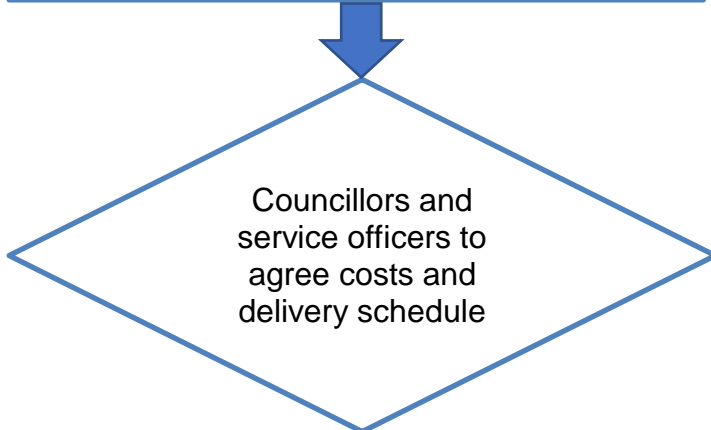 Councillors and
service officers to
agree costs and
delivery schedule